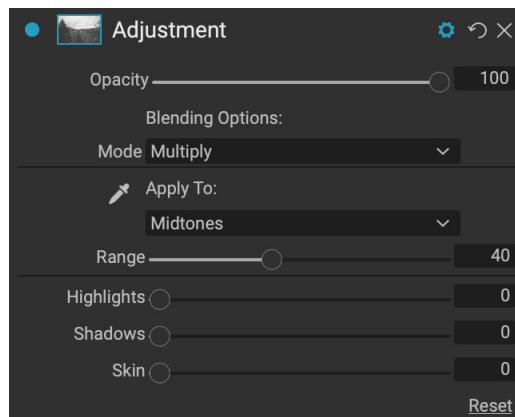 Adjustment
Opacity 100
Blending Options:
Mode Multiply
Apply To:
Midtones
Range 40
Highlights 0
Shadows 0
Skin 0
Reset